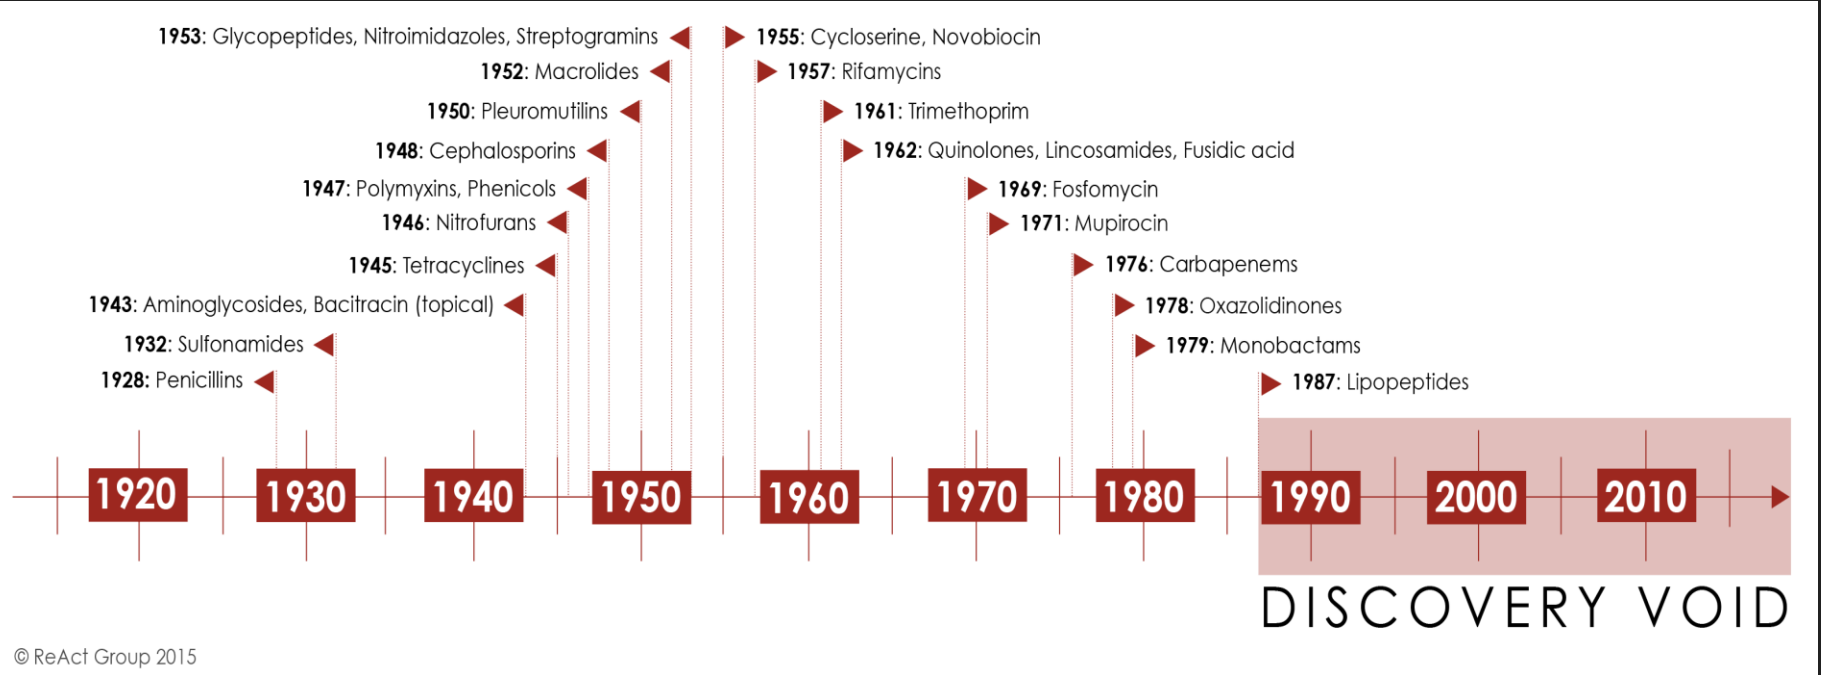 1953: Glycopeptides, Nitroimidazoles, Streptogramins
1952: Macrolides
1950: Pleuromutilins
1948: Cephalosporins
1947: Polymyxins, Phenicols
1946: Nitrofurans
1945: Tetracyclines
1943: Aminoglycosides, Bacitracin (topical)
1932: Sulfonamides
1928: Penicillins
1955: Cycloserine, Novobiocin
1957: Rifamycins
1961: Trimethoprim
1962: Quinolones, Lincosamides, Fusidic acid
1969: Fosfomycin
1971: Mupirocin
1976: Carbapenems
1978: Oxazolidinones
1979: Monobactams
1987: Lipopeptides
1920 1930 1940 1950 1960 1970 1980 1990 2000 2010
DISCOVERY VOID
© ReAct Group 2015